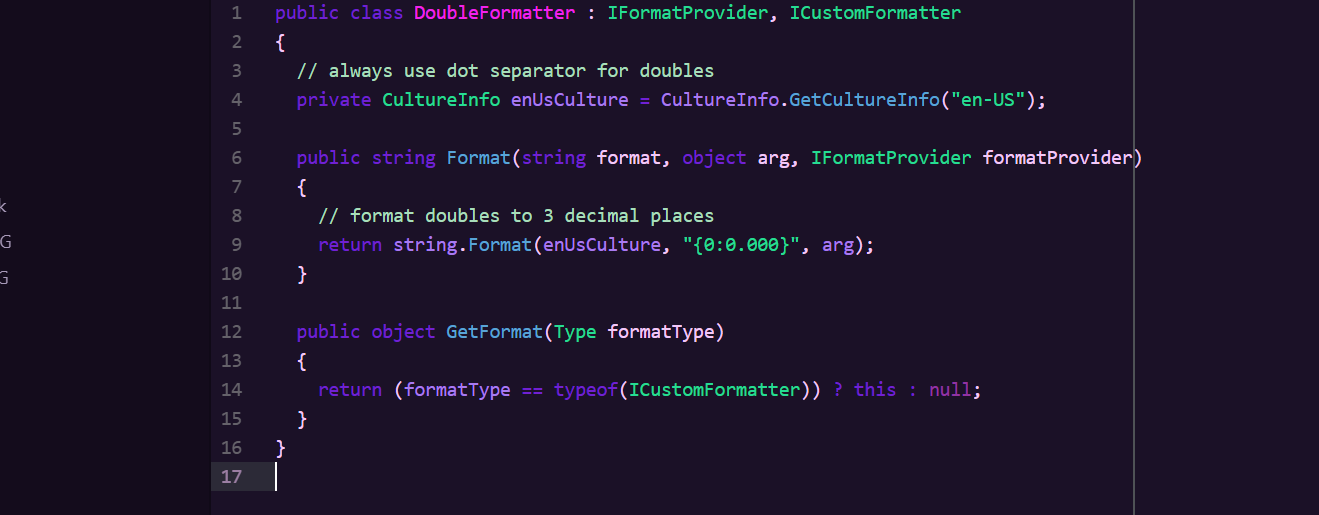 1 public class DoubleFormatter : IFormatProvider, ICustomFormatter
2 {
3   // always use dot separator for doubles
4   private CultureInfo enUsCulture = CultureInfo.GetCultureInfo("en-US");
5
6   public string Format(string format, object arg, IFormatProvider formatProvider)
7   {
k
8     // format doubles to 3 decimal places
G
9     return string.Format(enUsCulture, "{0:0.000}", arg);
G
10   }
11
12   public object GetFormat(Type formatType)
13   {
14     return (formatType == typeof(ICustomFormatter)) ? this : null;
15   }
16 }
17